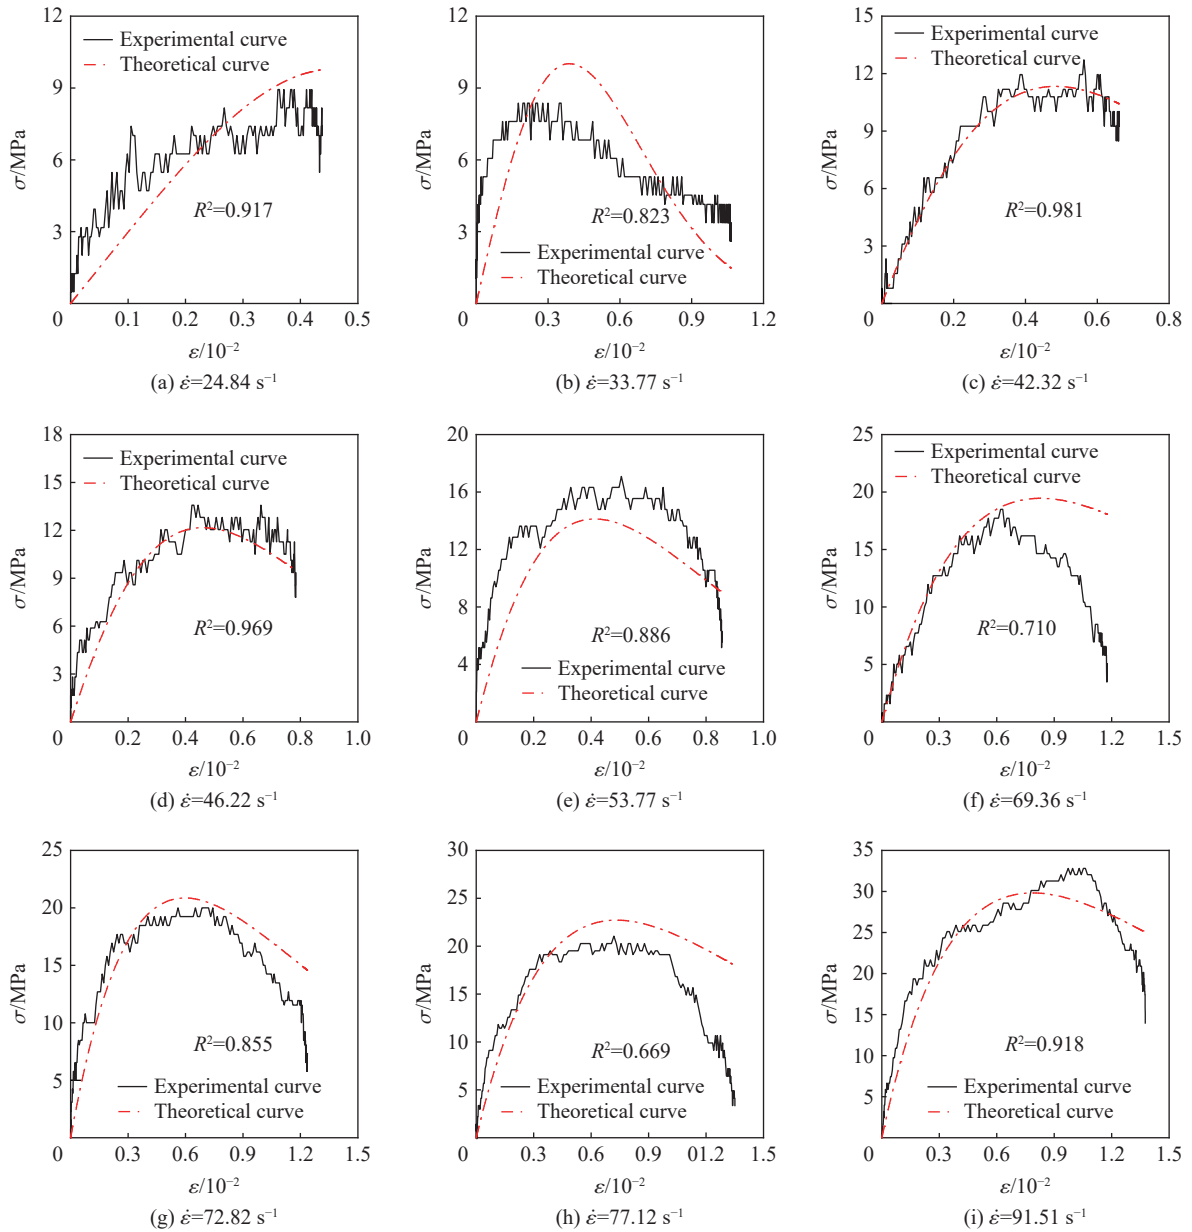 12
9
6
3
0
0.1
0.2
0.3
0.4
0.5
σ/MPa
ε/10⁻²
Experimental curve
Theoretical curve
R²=0.917
(a) ε̇=24.84 s⁻¹
12
10
8
6
4
2
0
0.3
0.6
0.9
1.2
σ/MPa
ε/10⁻²
R²=0.823
Experimental curve
Theoretical curve
(b) ε̇=33.77 s⁻¹
15
12
9
6
3
0
0.2
0.4
0.6
0.8
σ/MPa
ε/10⁻²
Experimental curve
Theoretical curve
R²=0.981
(c) ε̇=42.32 s⁻¹
18
15
12
9
6
3
0
0.2
0.4
0.6
0.8
1.0
σ/MPa
ε/10⁻²
Experimental curve
Theoretical curve
R²=0.969
(d) ε̇=46.22 s⁻¹
20
16
12
8
4
0
0.2
0.4
0.6
0.8
1.0
σ/MPa
ε/10⁻²
R²=0.886
Experimental curve
Theoretical curve
(e) ε̇=53.77 s⁻¹
25
20
15
10
5
0
0.3
0.6
0.9
1.2
1.5
σ/MPa
ε/10⁻²
Experimental curve
Theoretical curve
R²=0.710
(f) ε̇=69.36 s⁻¹
25
20
15
10
5
0
0.3
0.6
0.9
1.2
1.5
σ/MPa
ε/10⁻²
R²=0.855
Experimental curve
Theoretical curve
(g) ε̇=72.82 s⁻¹
30
25
20
15
10
5
0
0.3
0.6
0.9
01.2
1.5
σ/MPa
ε/10⁻²
R²=0.669
Experimental curve
Theoretical curve
(h) ε̇=77.12 s⁻¹
35
30
25
20
15
10
5
0
0.3
0.6
0.9
1.2
1.5
σ/MPa
ε/10⁻²
R²=0.918
Experimental curve
Theoretical curve
(i) ε̇=91.51 s⁻¹